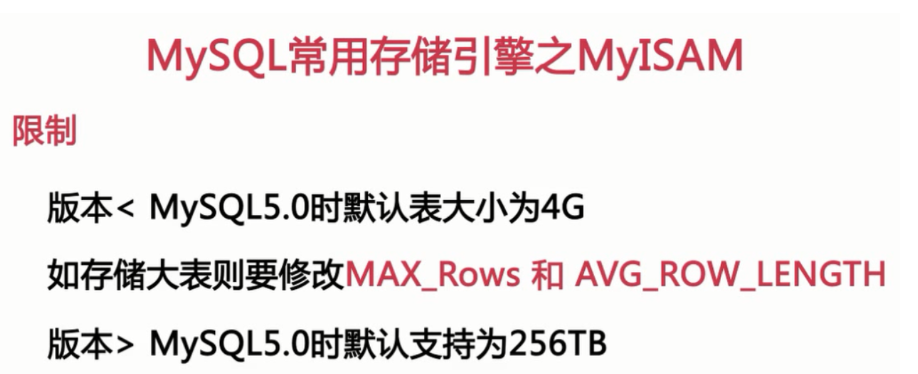 MySQL常用存储引擎之MyISAM
限制
版本< MySQL5.0时默认表大小为4G
如存储大表则要修改MAX_Rows 和 AVG_ROW_LENGTH
版本> MySQL5.0时默认支持为256TB